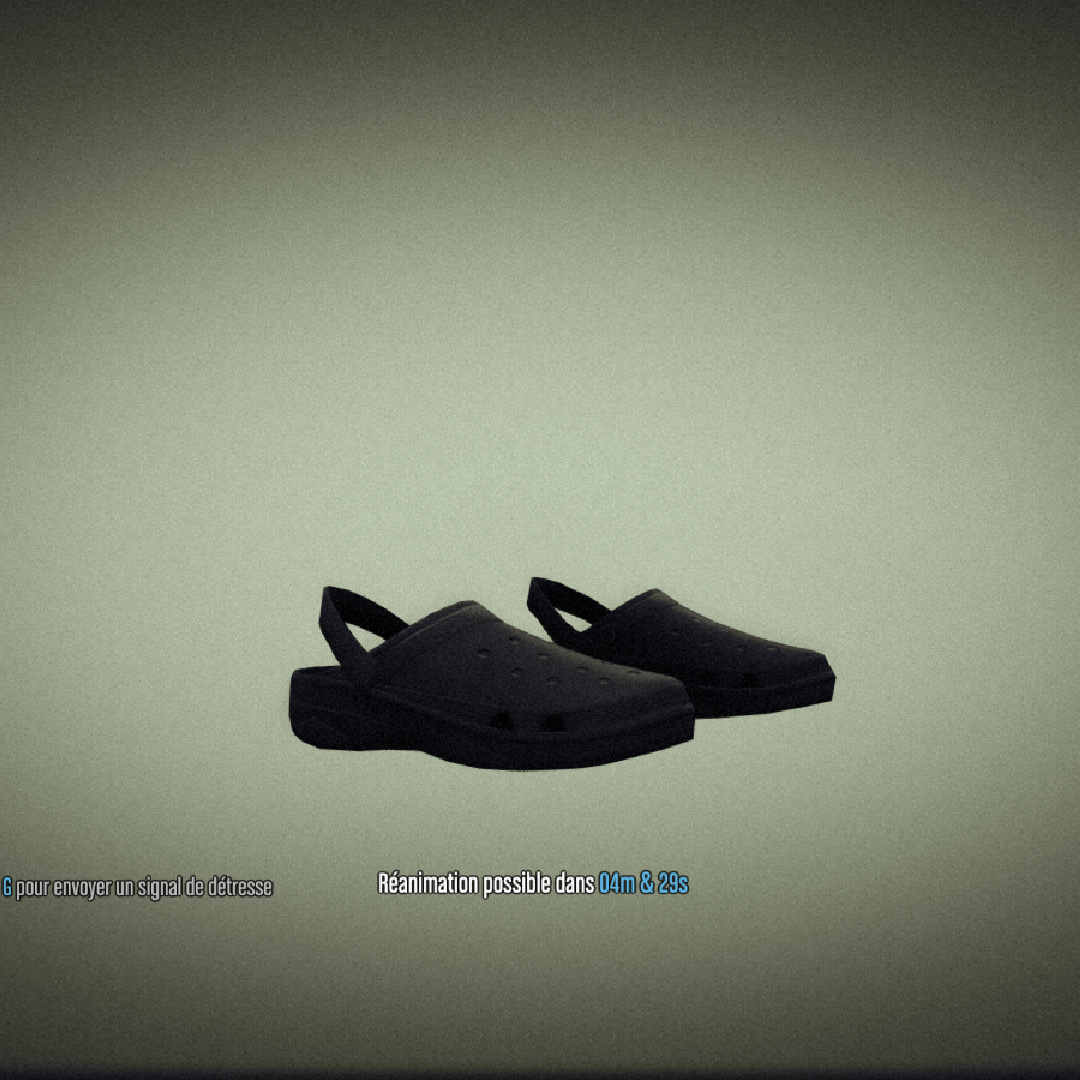 G pour envoyer un signal de détresse
Réanimation possible dans 04m & 29s